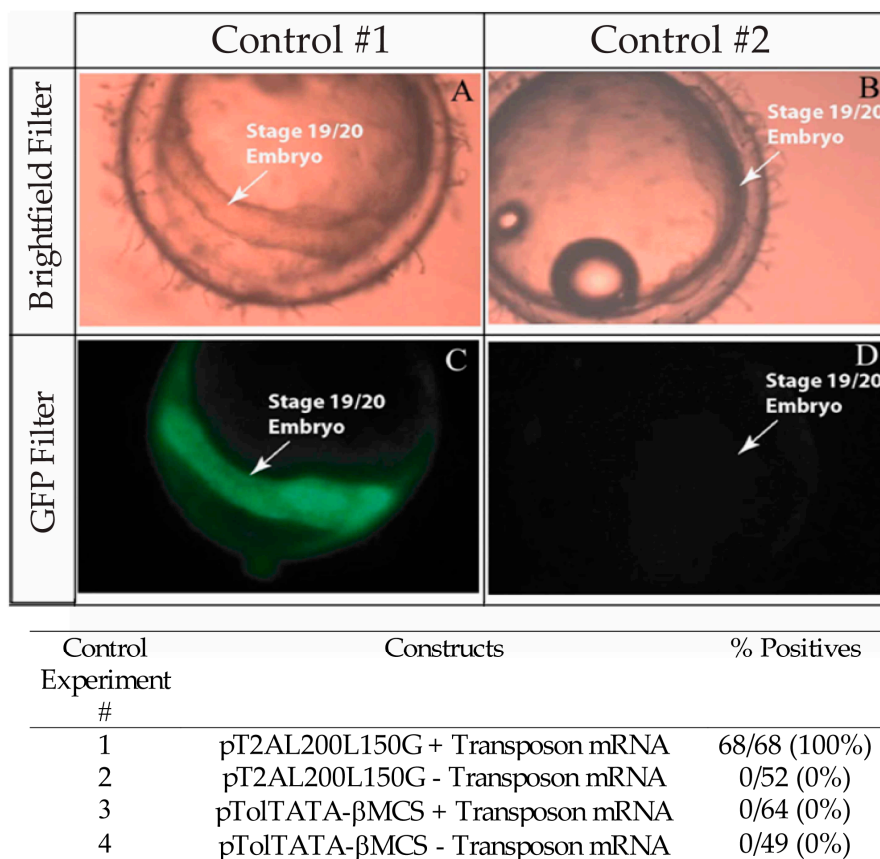 Control #1
Control #2
Brightfield Filter
A
Stage 19/20
Embryo
B
Stage 19/20
Embryo
GFP Filter
C
Stage 19/20
Embryo
D
Stage 19/20
Embryo
Control Constructs % Positives
Experiment
#
1 pT2AL200L150G + Transposon mRNA 68/68 (100%)
2 pT2AL200L150G - Transposon mRNA 0/52 (0%)
3 pTolTATA-βMCS + Transposon mRNA 0/64 (0%)
4 pTolTATA-βMCS - Transposon mRNA 0/49 (0%)